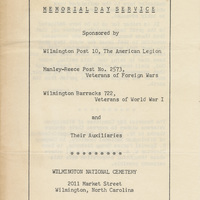 MEMORIAL DAY SERVICE
Sponsored by
Wilmington Post 10, The American Legion
Manley-Reece Post No. 2573,
Veterans of Foreign Wars
Wilmington Barracks 722,
Veterans of World War I
and
Their Auxiliaries
* * * * * * * * *
WILMINGTON NATIONAL CEMETERY
2011 Market Street
Wilmington, North Carolina